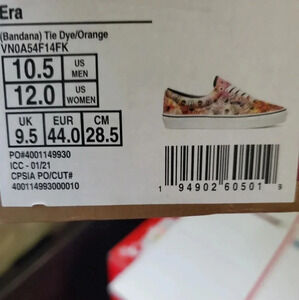 Era
(Bandana) Tie Dye/Orange
VN0A54F14FK
10.5 US MEN
12.0 US WOMEN
UK 9.5 EUR 44.0 CM 28.5
PO#4001149930
ICC - 01/21
CPSIA PO/CUT#
400114993000010
1 94902 60501 9